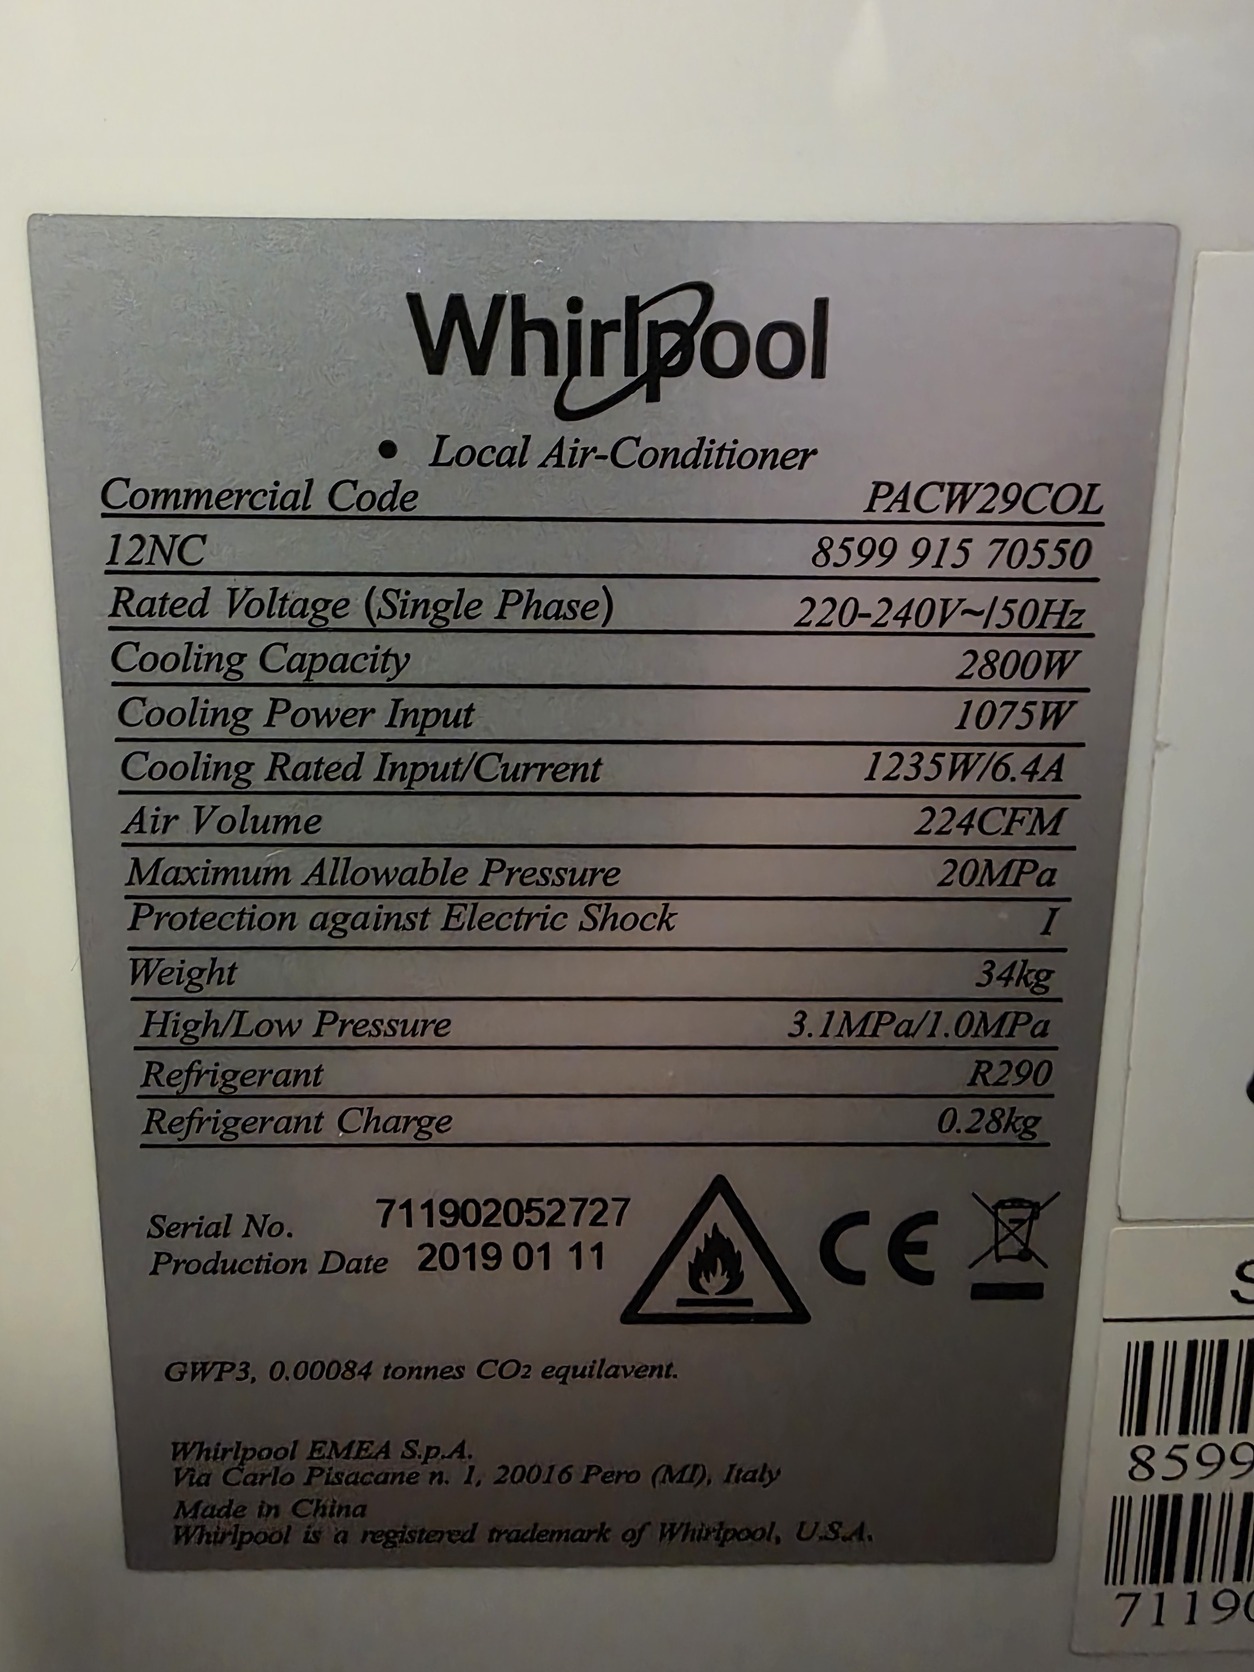 Whirlpool
• Local Air-Conditioner
Commercial Code PACW29COL
12NC 8599 915 70550
Rated Voltage (Single Phase) 220-240V~/50Hz
Cooling Capacity 2800W
Cooling Power Input 1075W
Cooling Rated Input/Current 1235W/6.4A
Air Volume 224CFM
Maximum Allowable Pressure 20MPa
Protection against Electric Shock I
Weight 34kg
High/Low Pressure 3.1MPa/1.0MPa
Refrigerant R290
Refrigerant Charge 0.28kg
Serial No. 711902052727
Production Date 2019 01 11
CE
GWP3, 0.00084 tonnes CO2 equilavent.
Whirlpool EMEA S.p.A.
Via Carlo Pisacane n. 1, 20016 Pero (MI), Italy
Made in China
Whirlpool is a registered trademark of Whirlpool, U.S.A.
S
8599
7119